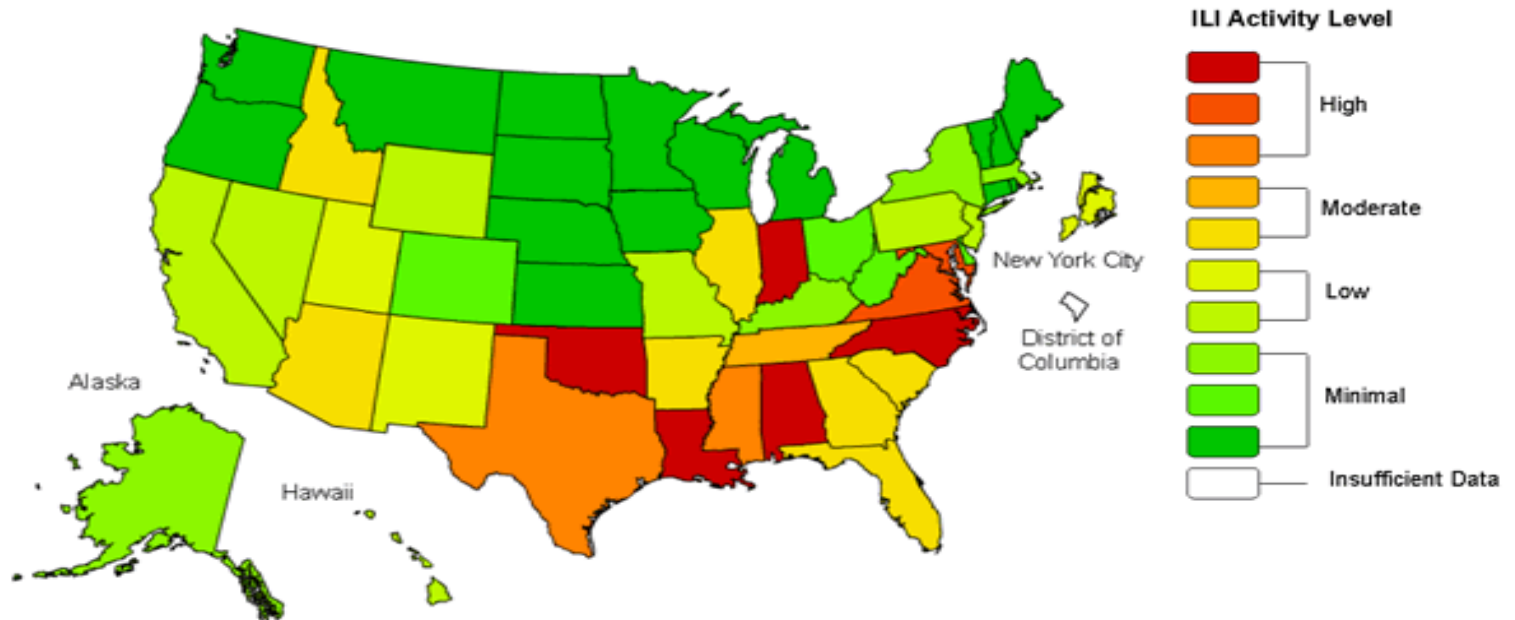 ILI Activity Level
High
Moderate
Low
Minimal
Insufficient Data
New York City
District of
Columbia
Alaska
Hawaii